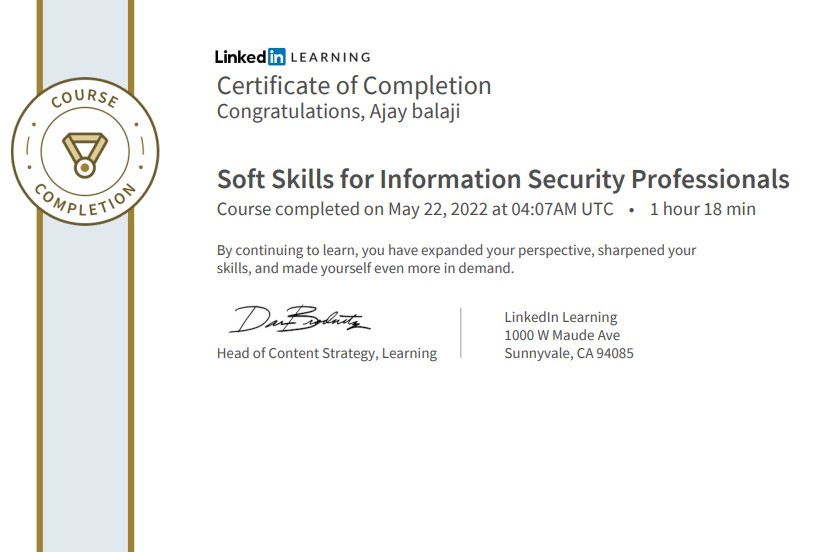 COURSE
COMPLETION
Linked in LEARNING
Certificate of Completion
Congratulations, Ajay balaji
Soft Skills for Information Security Professionals
Course completed on May 22, 2022 at 04:07AM UTC • 1 hour 18 min
By continuing to learn, you have expanded your perspective, sharpened your
skills, and made yourself even more in demand.
Head of Content Strategy, Learning
LinkedIn Learning
1000 W Maude Ave
Sunnyvale, CA 94085